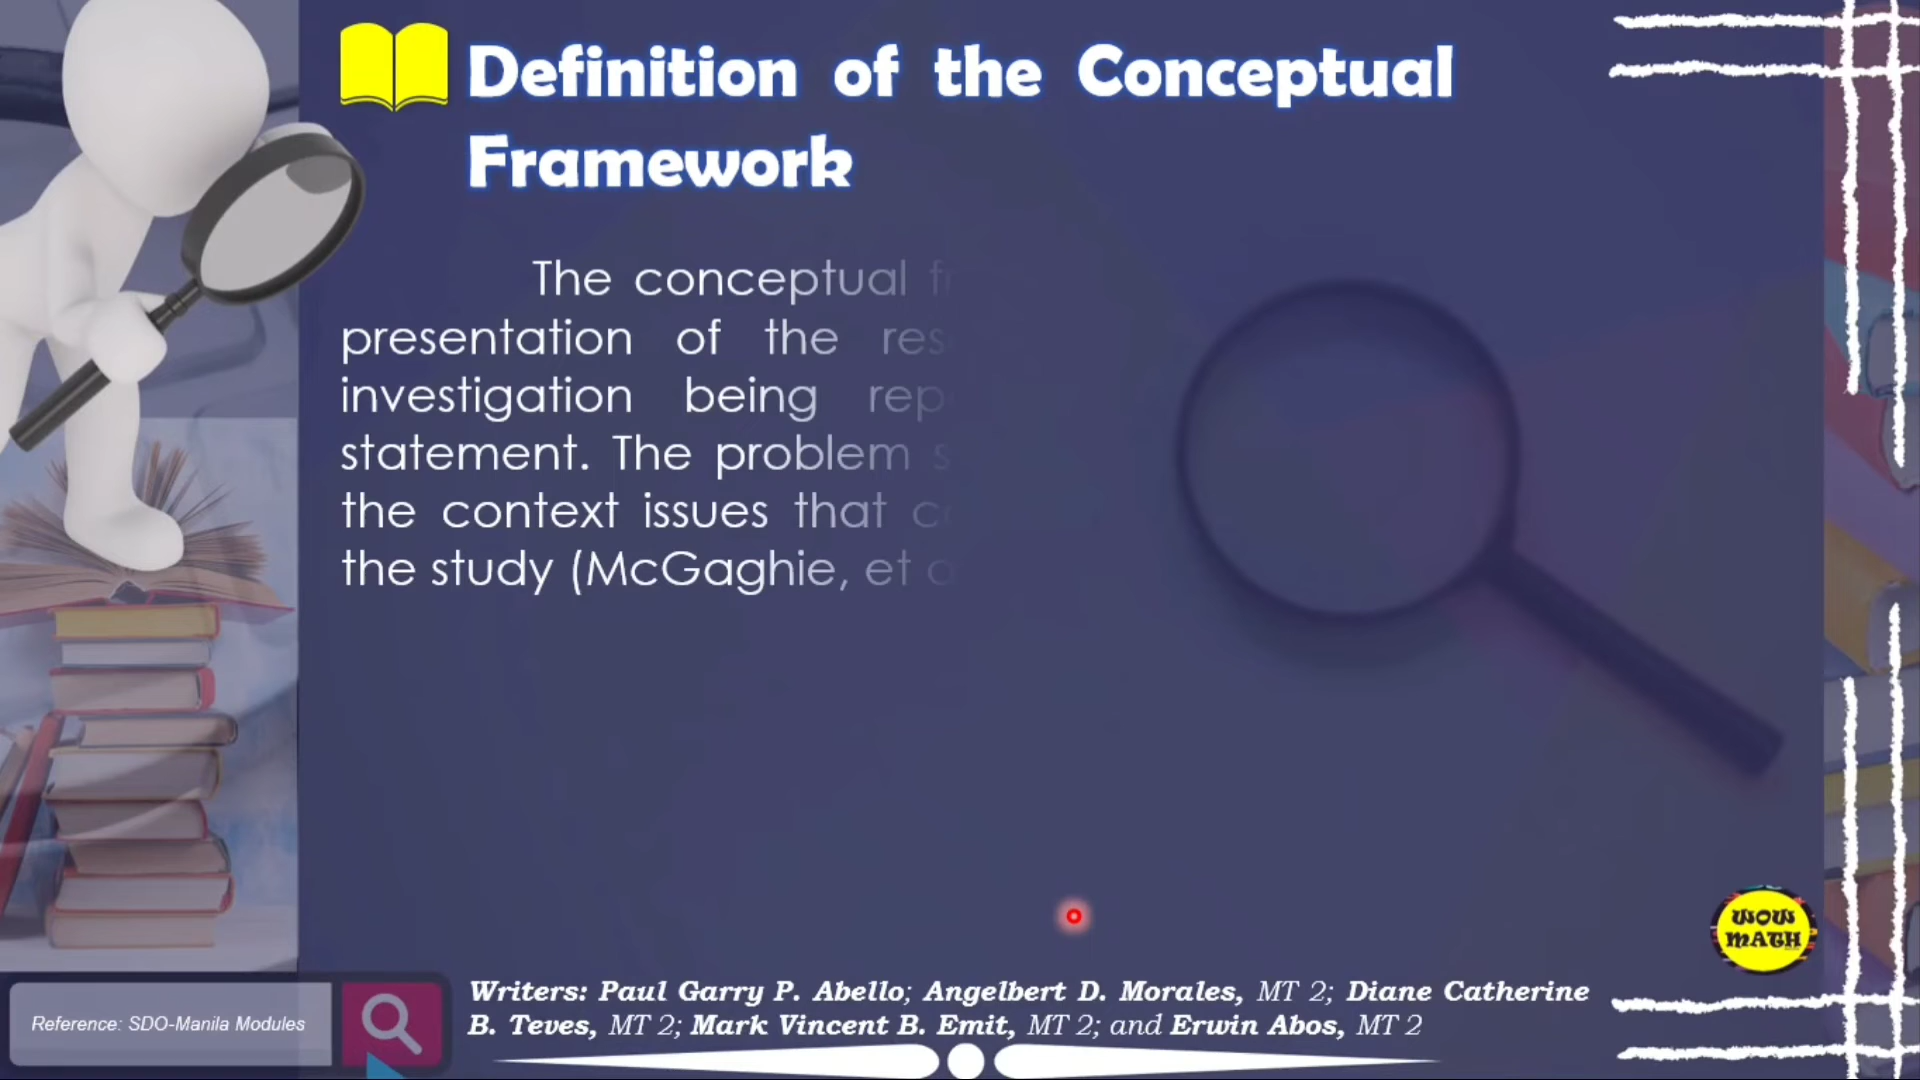 Definition of the Conceptual
Framework
The conceptual
presentation of the
investigation being
statement. The problem
the context issues that
the study (McGaghie, et
WOW
MATH
Writers: Paul Garry P. Abello; Angelbert D. Morales, MT 2; Diane Catherine
B. Teves, MT 2; Mark Vincent B. Emit, MT 2; and Erwin Abos, MT 2
Reference: SDO-Manila Modules